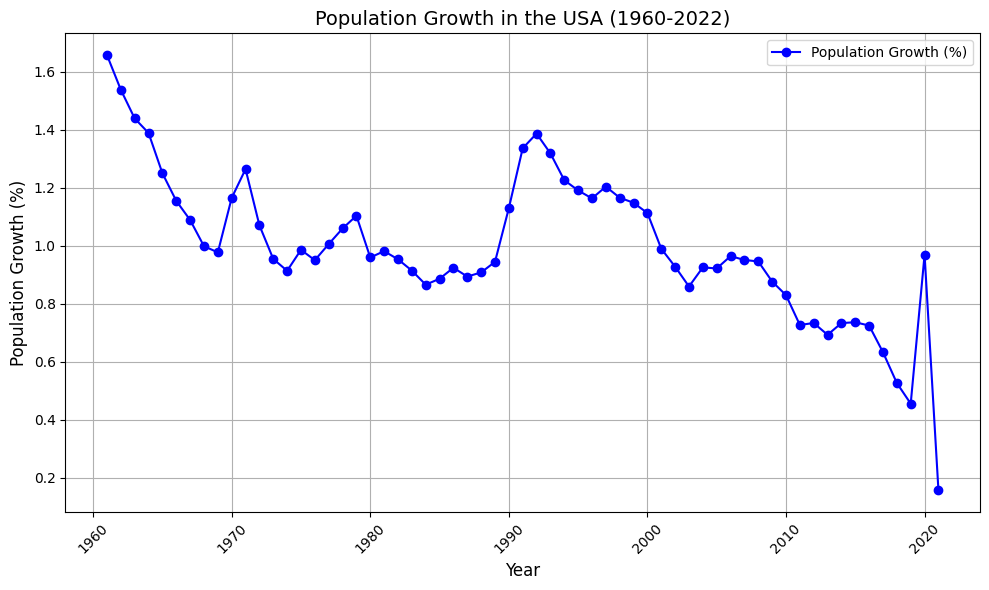 Population Growth in the USA (1960-2022)
Population Growth (%)
Population Growth (%)
1.6
1.4
1.2
1.0
0.8
0.6
0.4
0.2
1960 1970 1980 1990 2000 2010 2020
Year